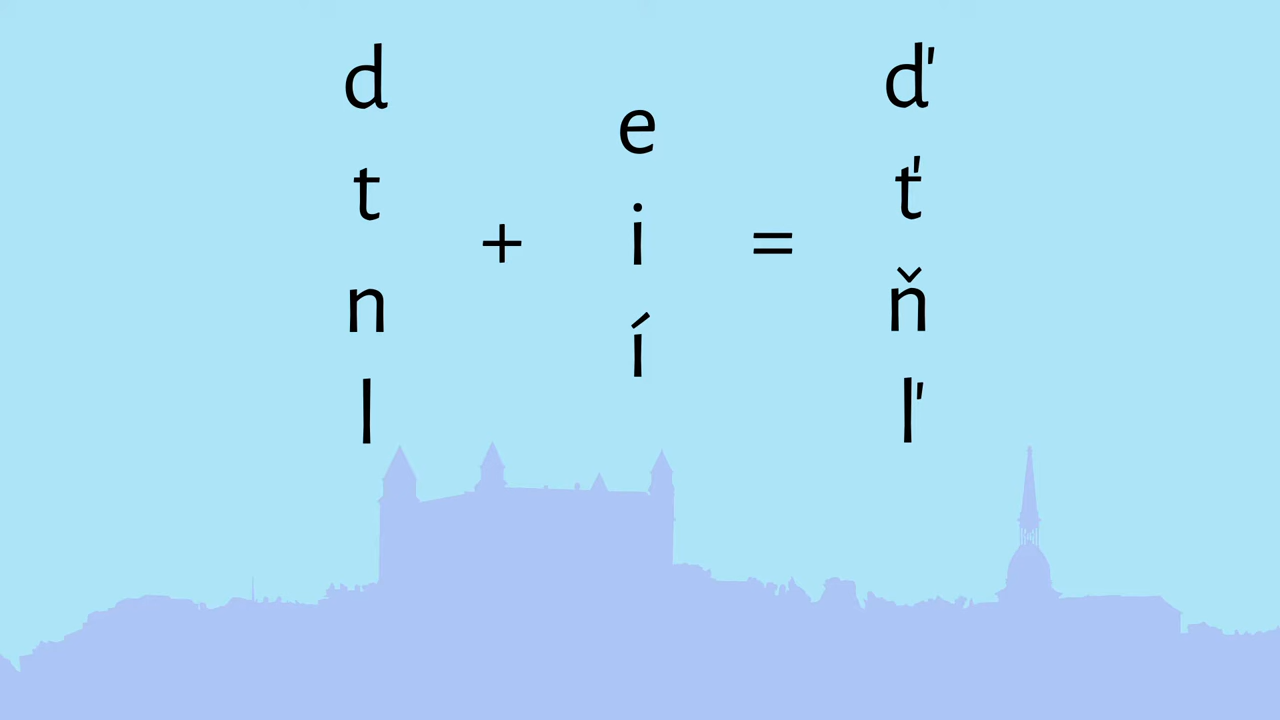 d
t
n
l
+
e
i
í
=
ď
ť
ň
ľ